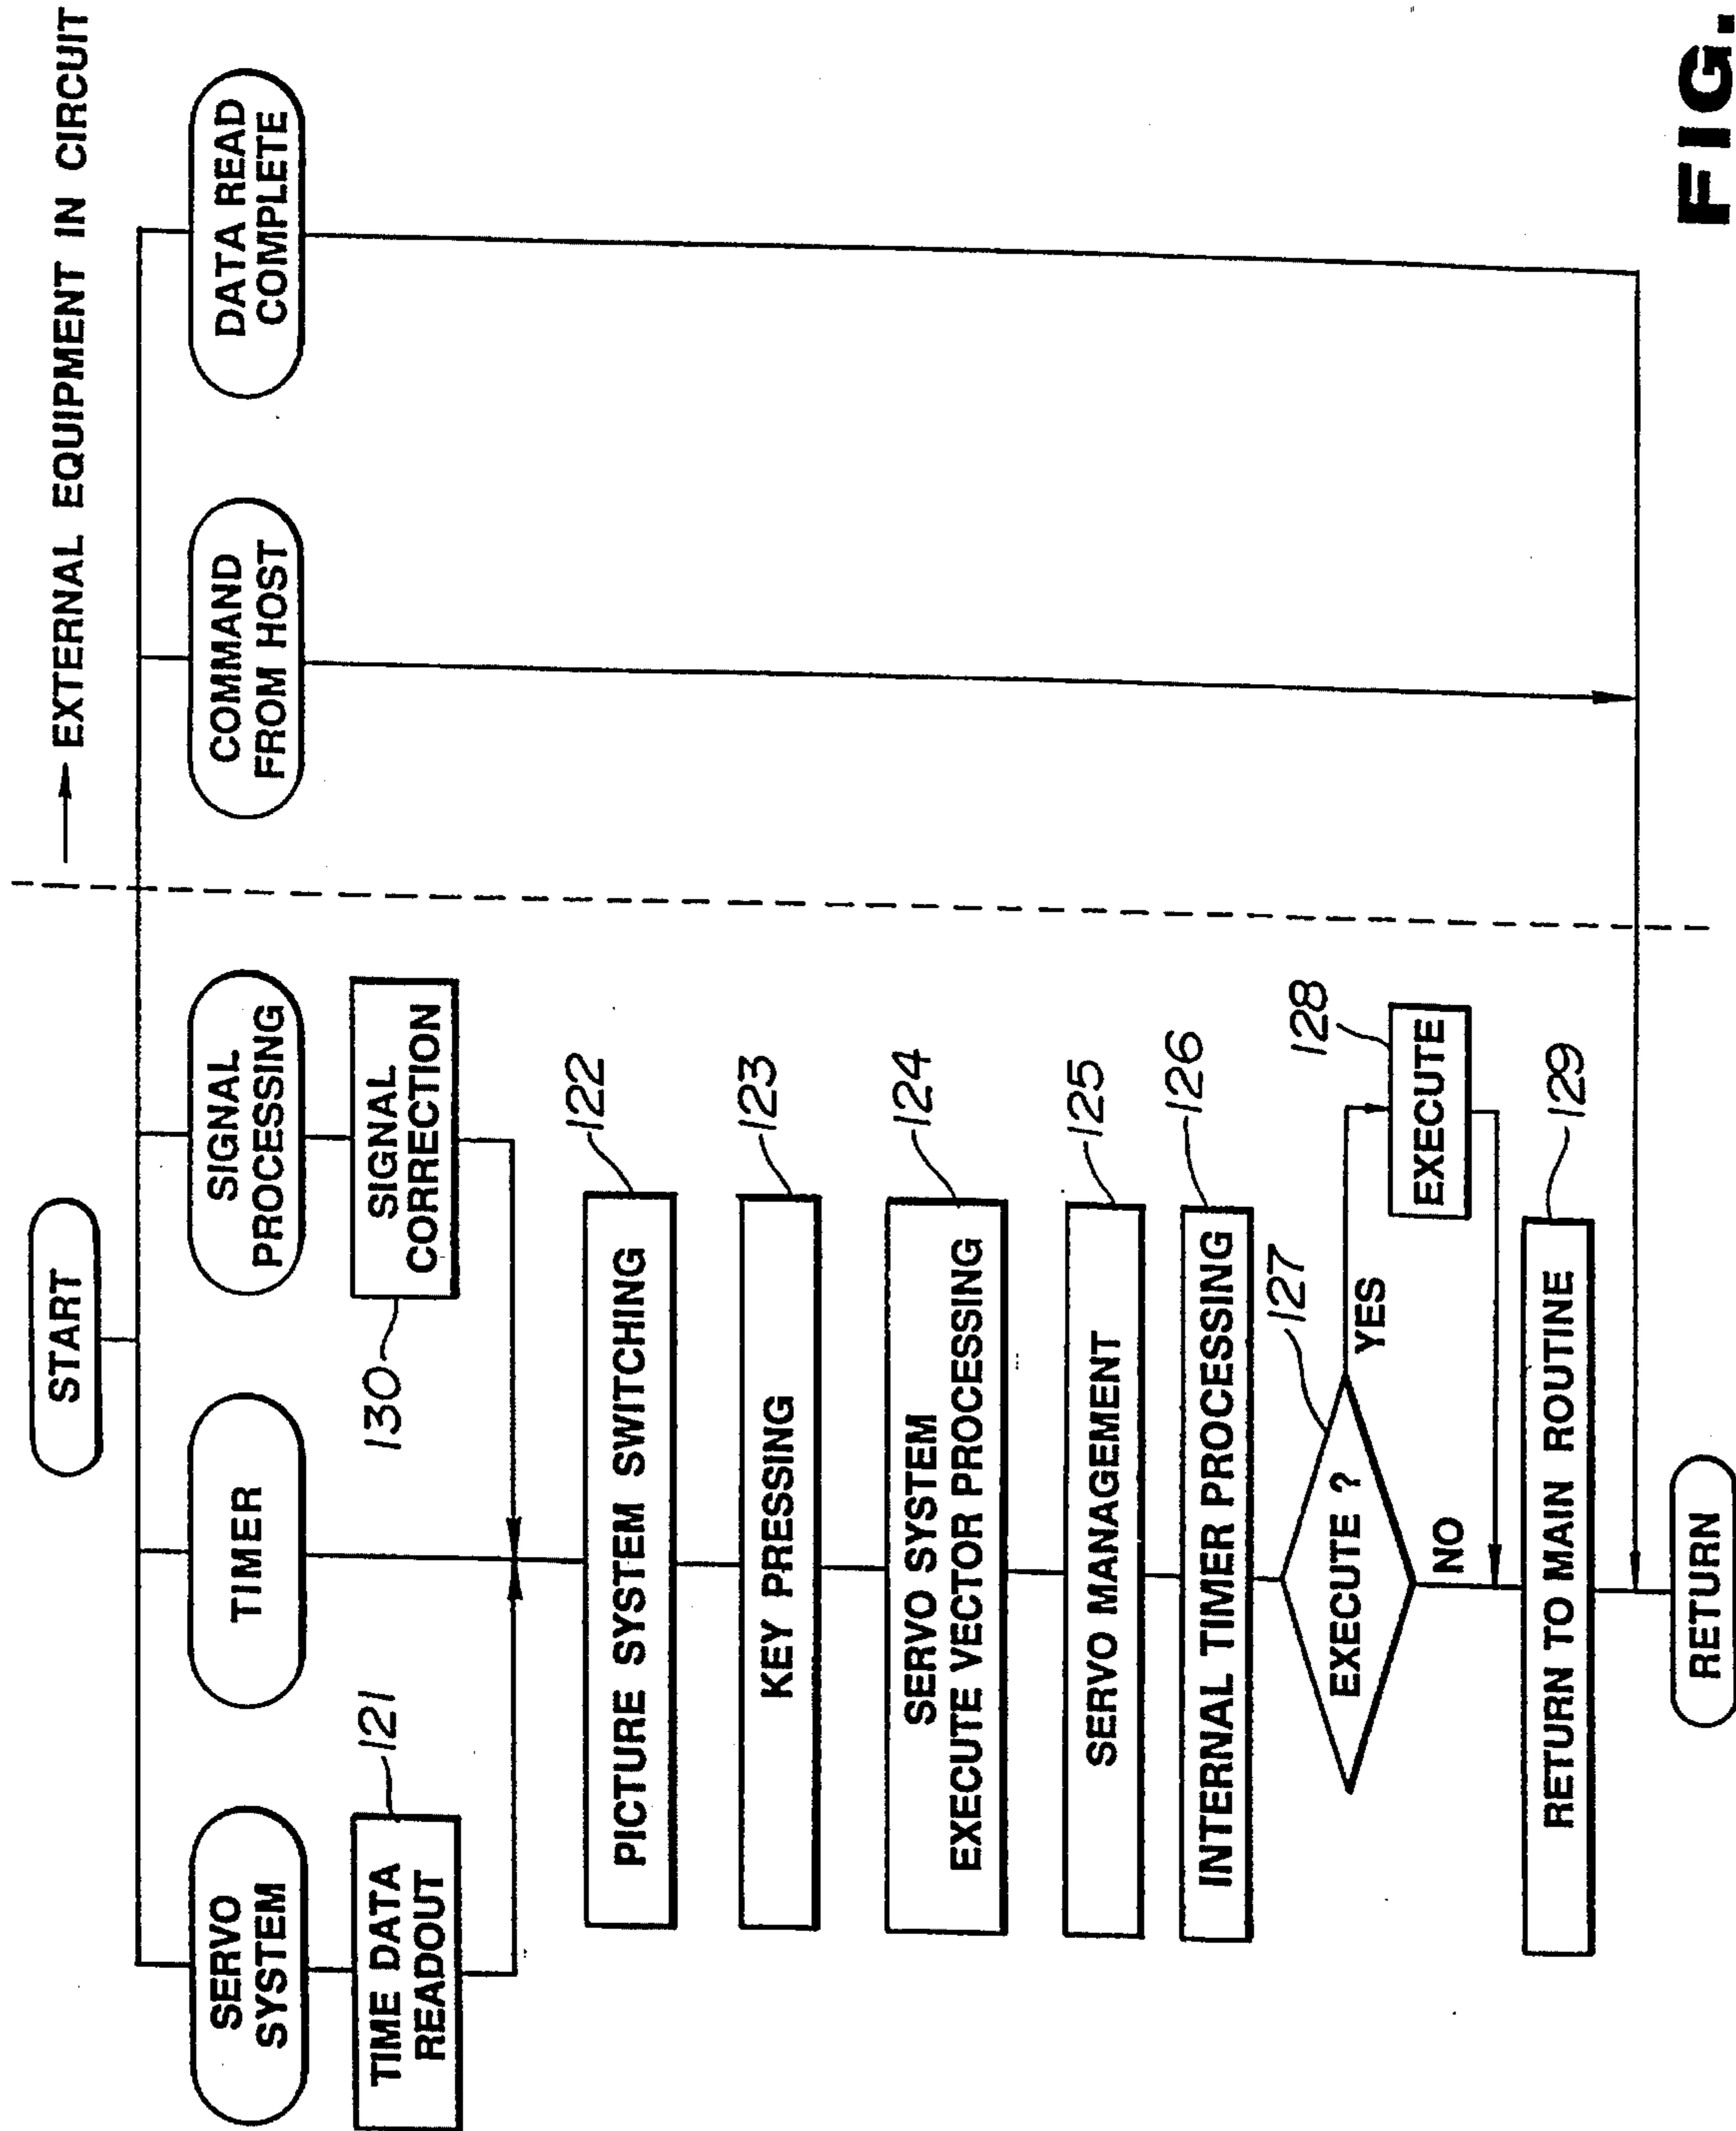 EXTERNAL EQUIPMENT IN CIRCUIT
START
SERVO
SYSTEM
TIMER
SIGNAL
PROCESSING
COMMAND
FROM HOST
DATA READ
COMPLETE
TIME DATA
READOUT
121
SIGNAL
CORRECTION
130
PICTURE SYSTEM SWITCHING
122
KEY PRESSING
123
SERVO SYSTEM
EXECUTE VECTOR PROCESSING
124
SERVO MANAGEMENT
125
INTERNAL TIMER PROCESSING
126
EXECUTE ?
127
YES
NO
EXECUTE
128
RETURN TO MAIN ROUTINE
129
RETURN
FIG.